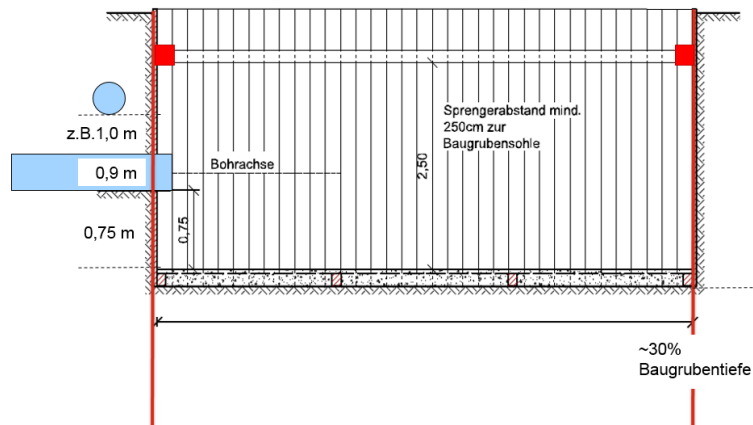 Sprengerabstand mind.
250cm zur
Baugrubensohle
z.B.1,0 m
Bohrachse
0,9 m
2,50
0,75 m
0,75
~30%
Baugrubentiefe